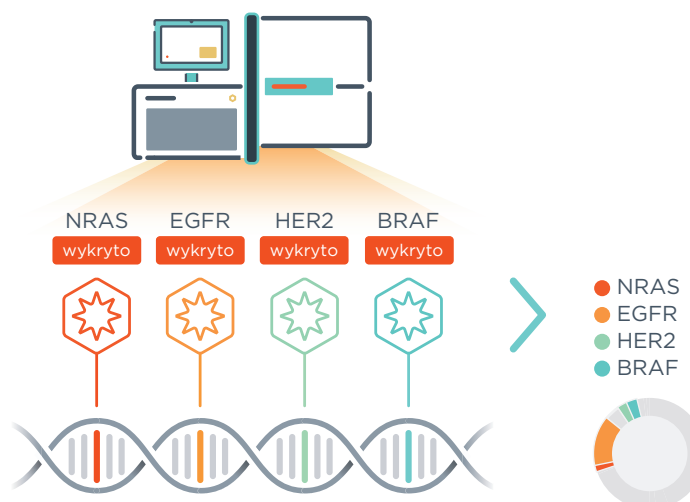 NRAS EGFR HER2 BRAF
wykryto wykryto wykryto wykryto
NRAS
EGFR
HER2
BRAF